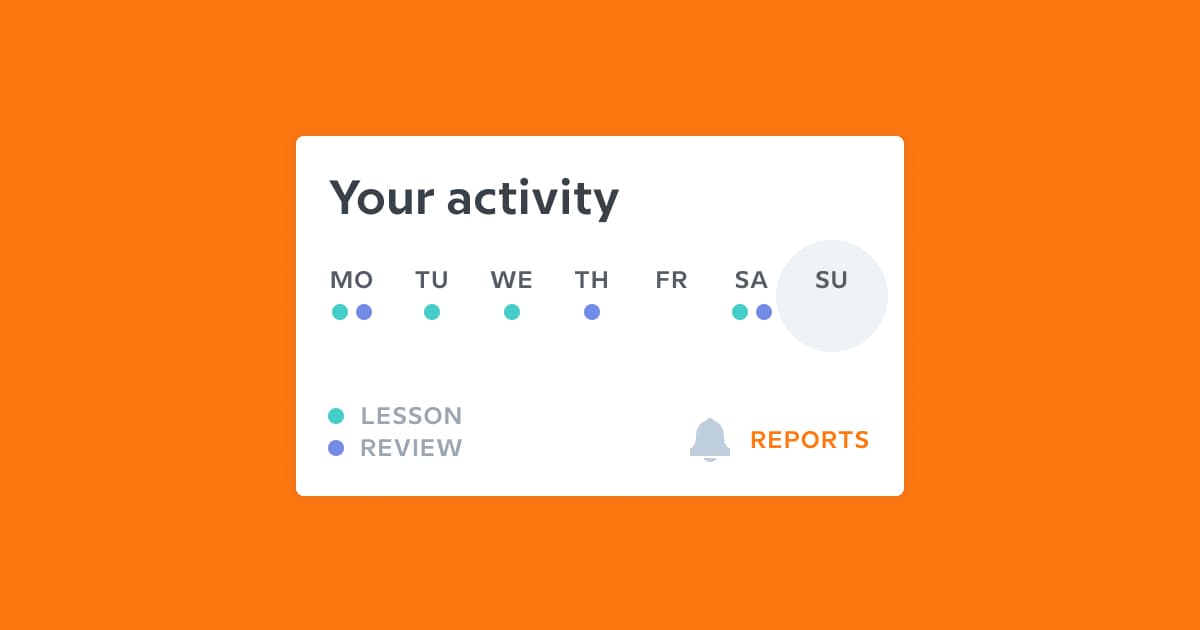 Your activity
MO TU WE TH FR SA SU
LESSON
REVIEW
REPORTS